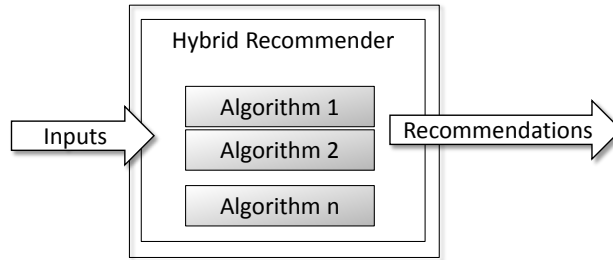 Hybrid Recommender
Algorithm 1
Inputs
Recommendations
Algorithm 2
Algorithm n